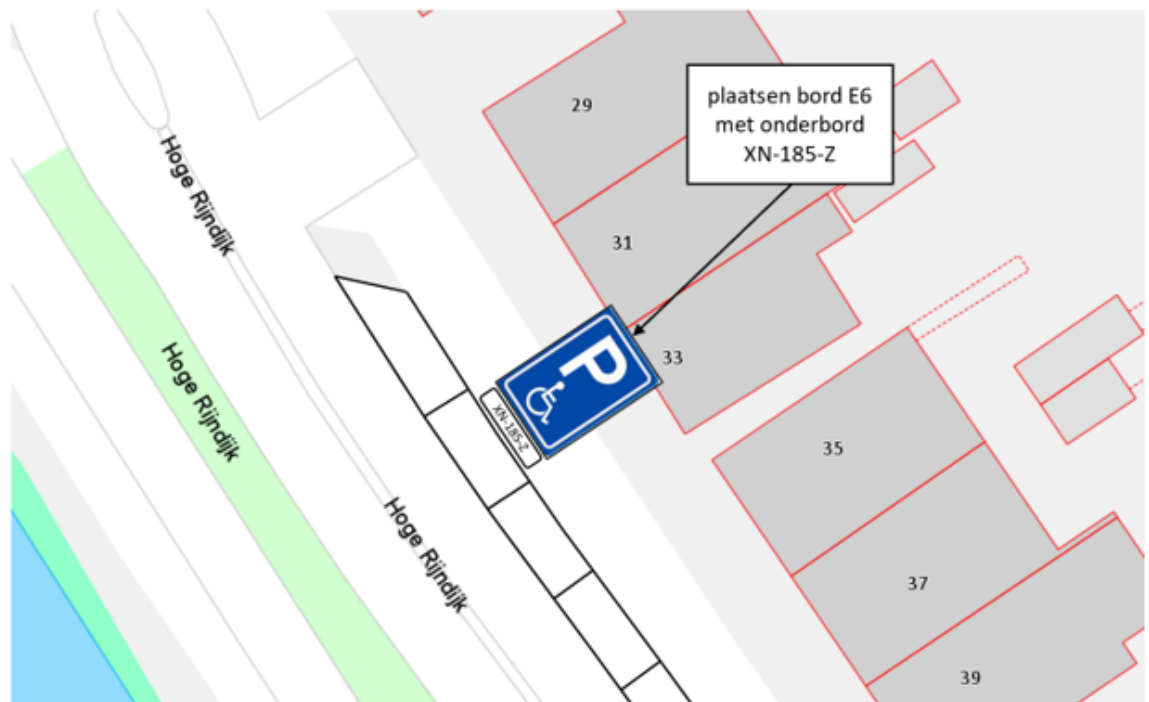 29
plaatsen bord E6
met onderbord
XN-185-Z
Hoge Rijndijk
31
P
33
Hoge Rijndijk
XN-185-Z
35
Hoge Rijndijk
37
39